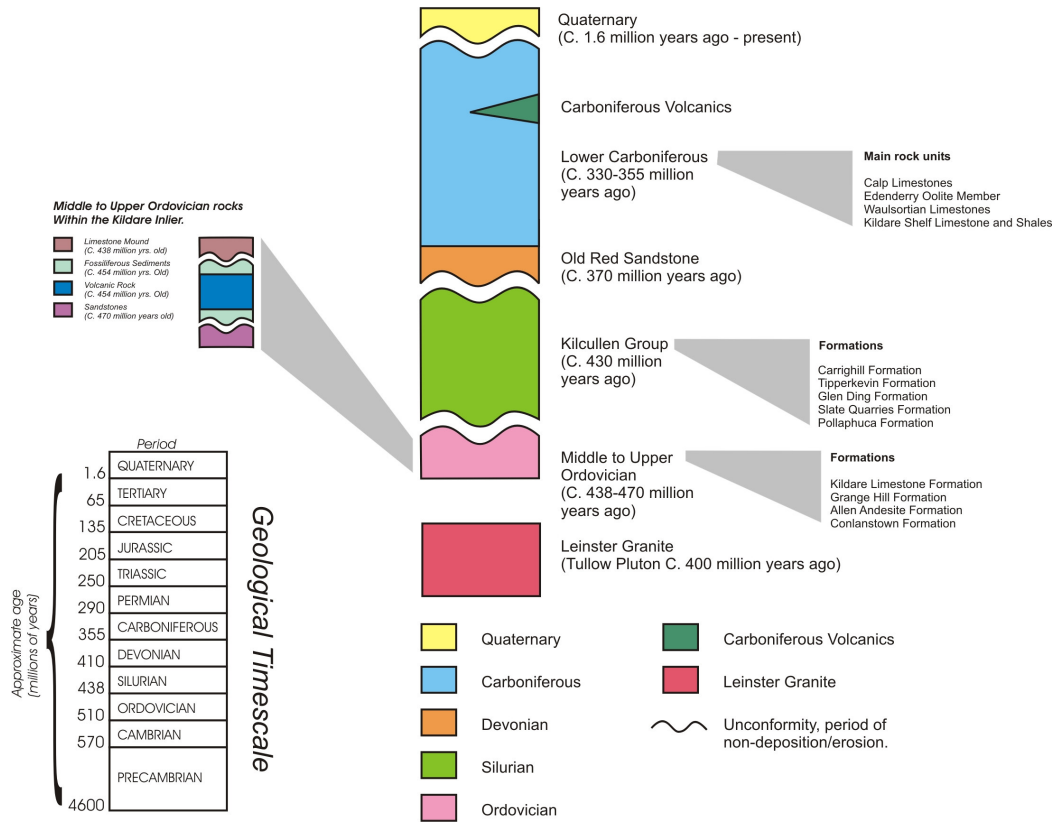 Quaternary
(C. 1.6 million years ago - present)
Carboniferous Volcanics
Lower Carboniferous
(C. 330-355 million
years ago)
Main rock units
Calp Limestones
Edenderry Oolite Member
Waulsortian Limestones
Kildare Shelf Limestone and Shales
Middle to Upper Ordovician rocks
Within the Kildare Inlier.
Limestone Mound
(C. 438 million yrs. old)
Fossiliferous Sediments
(C. 454 million yrs. Old)
Volcanic Rock
(C. 454 million yrs. Old)
Sandstones
(C. 470 million years old)
Old Red Sandstone
(C. 370 million years ago)
Kilcullen Group
(C. 430 million
years ago)
Formations
Carrighill Formation
Tipperkevin Formation
Glen Ding Formation
Slate Quarries Formation
Pollaphuca Formation
Middle to Upper
Ordovician
(C. 438-470 million
years ago)
Formations
Kildare Limestone Formation
Grange Hill Formation
Allen Andesite Formation
Conlanstown Formation
Leinster Granite
(Tullow Pluton C. 400 million years ago)
Period
QUATERNARY
1.6
TERTIARY
65
CRETACEOUS
135
JURASSIC
205
TRIASSIC
250
PERMIAN
290
CARBONIFEROUS
355
DEVONIAN
410
SILURIAN
438
ORDOVICIAN
510
CAMBRIAN
570
PRECAMBRIAN
4600
Approximate age
(millions of years)
Geological Timescale
Quaternary
Carboniferous
Devonian
Silurian
Ordovician
Carboniferous Volcanics
Leinster Granite
Unconformity, period of
non-deposition/erosion.